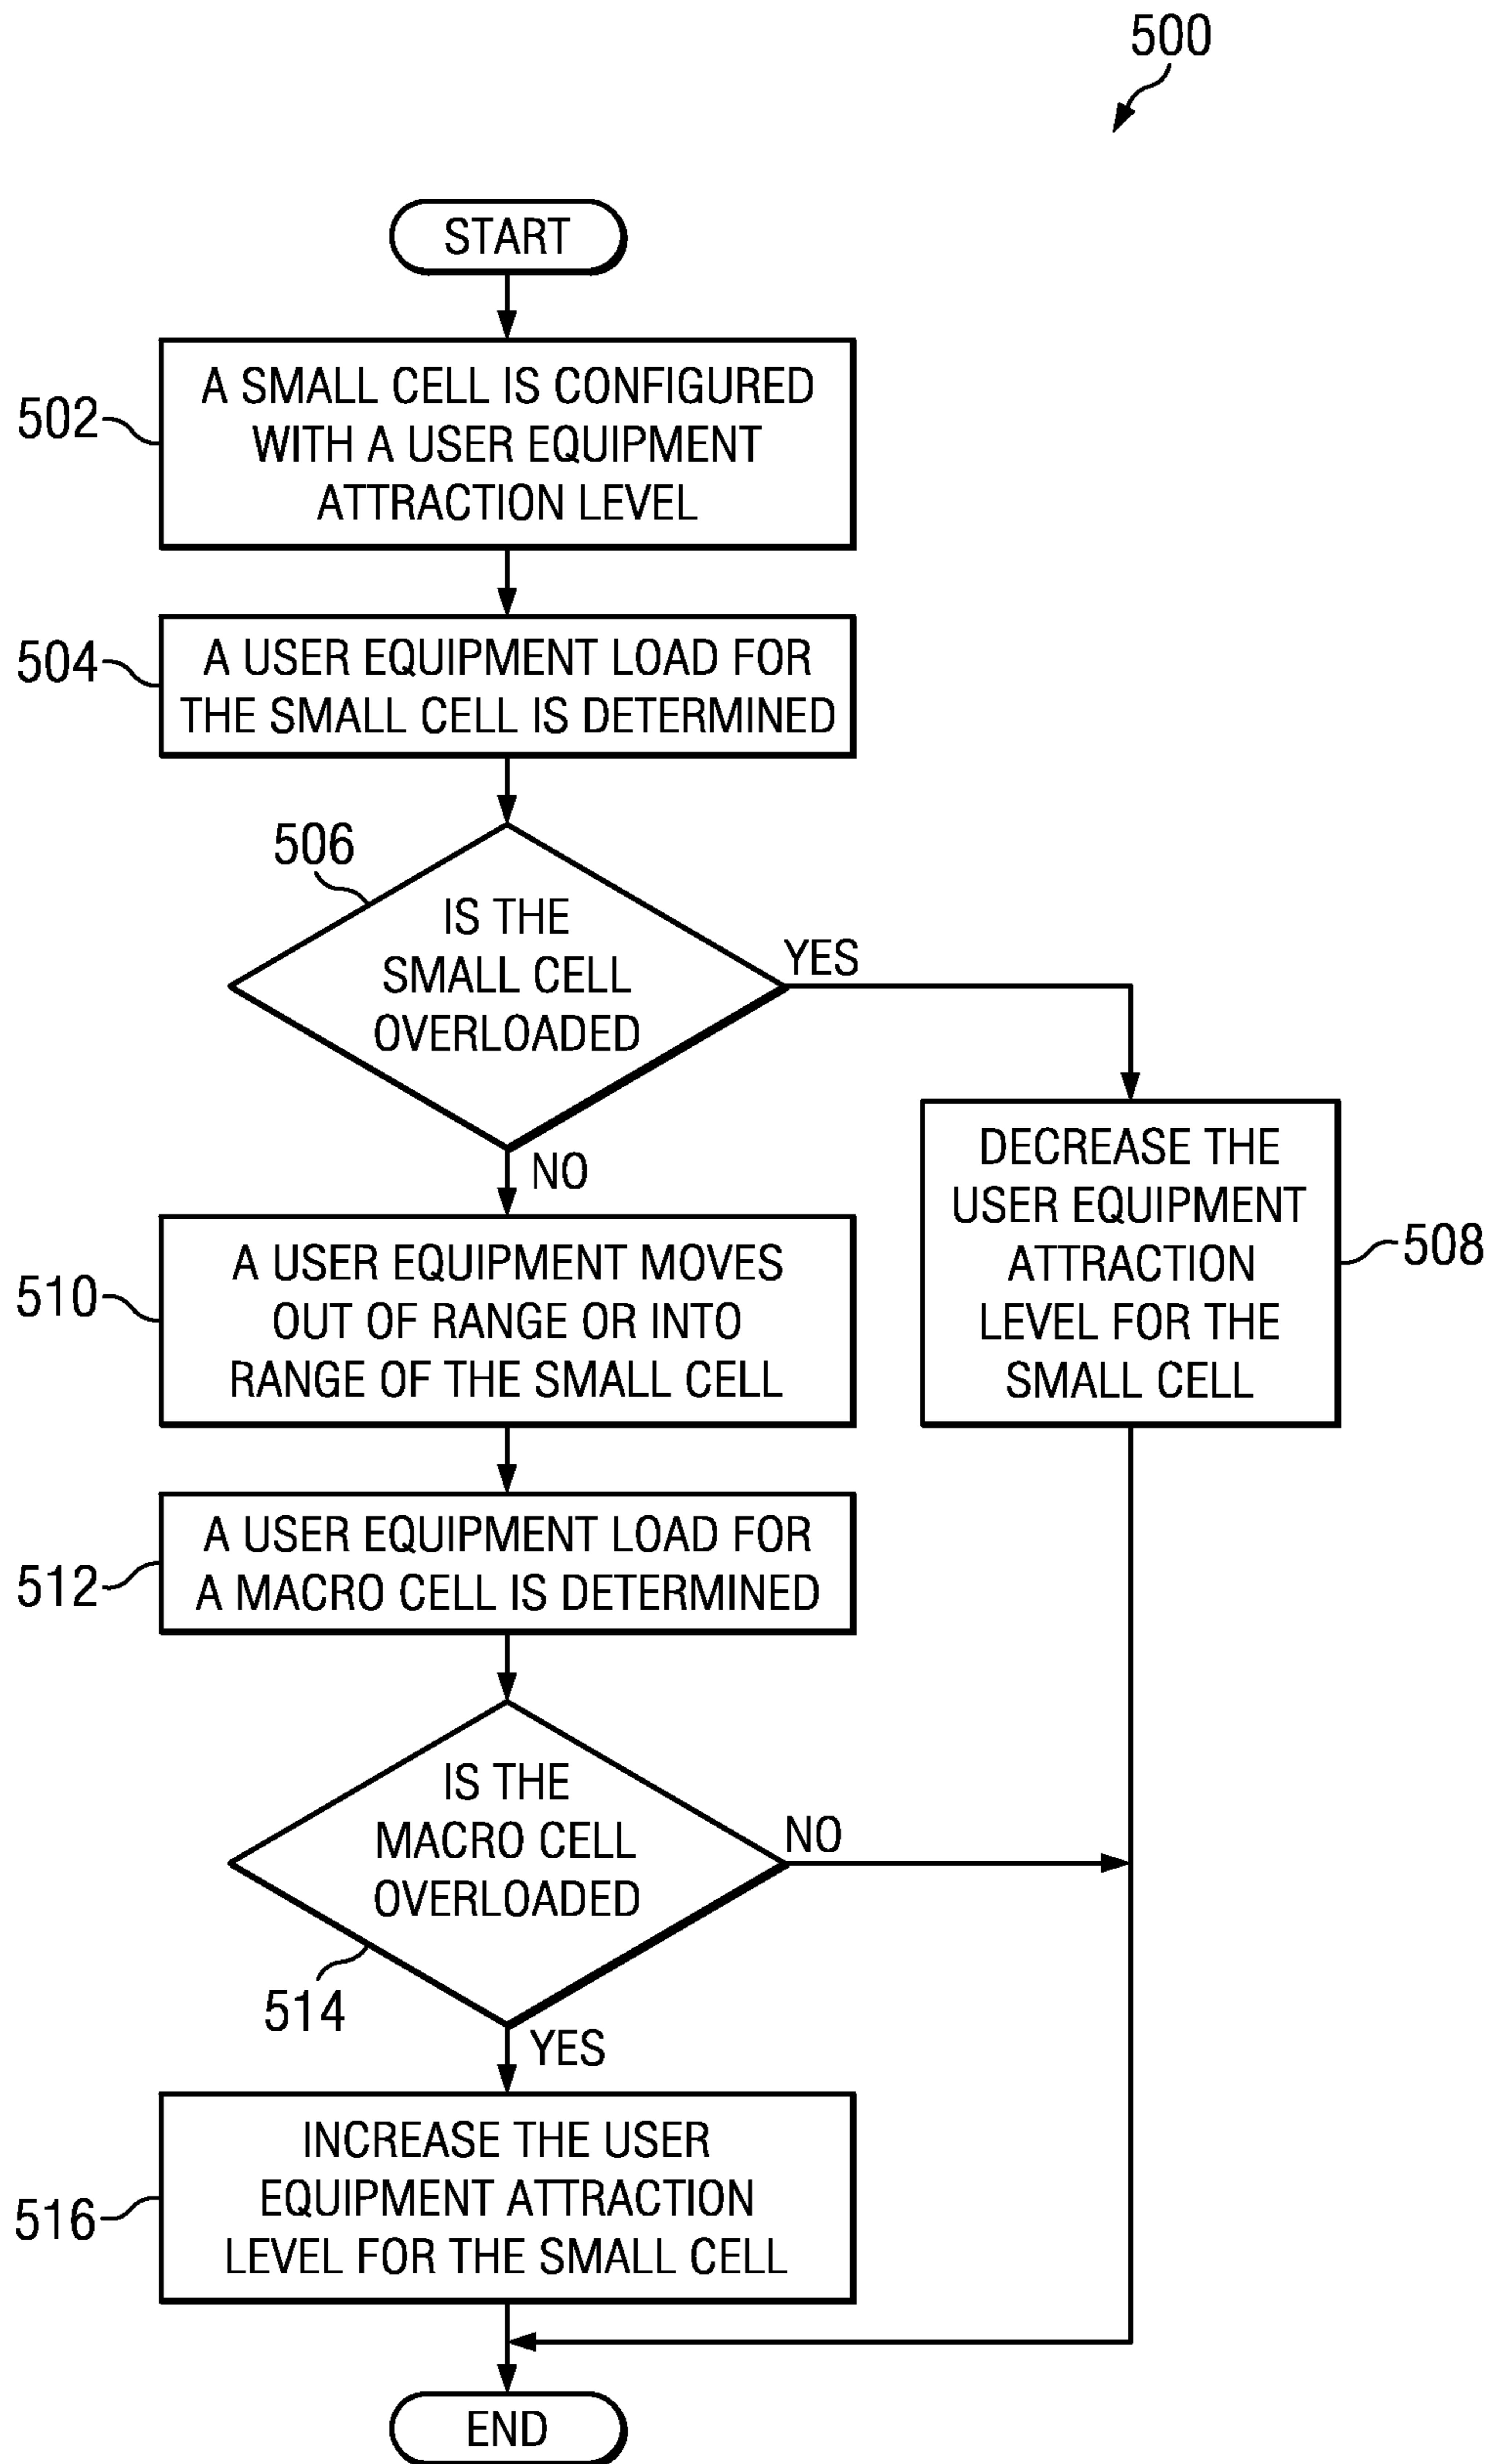 500
START
502
A SMALL CELL IS CONFIGURED
WITH A USER EQUIPMENT
ATTRACTION LEVEL
504
A USER EQUIPMENT LOAD FOR
THE SMALL CELL IS DETERMINED
506
IS THE
SMALL CELL
OVERLOADED
YES
NO
DECREASE THE
USER EQUIPMENT
ATTRACTION
LEVEL FOR THE
SMALL CELL
508
510
A USER EQUIPMENT MOVES
OUT OF RANGE OR INTO
RANGE OF THE SMALL CELL
512
A USER EQUIPMENT LOAD FOR
A MACRO CELL IS DETERMINED
IS THE
MACRO CELL
OVERLOADED
NO
514
YES
516
INCREASE THE USER
EQUIPMENT ATTRACTION
LEVEL FOR THE SMALL CELL
END